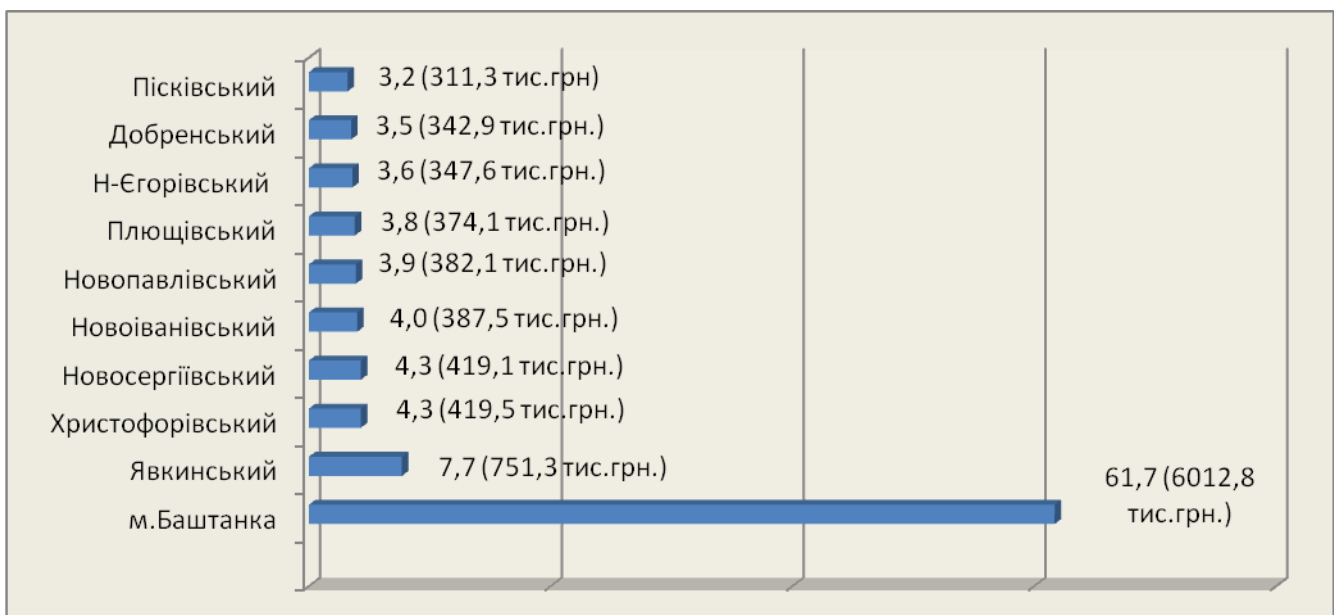 Пісківський 3,2 (311,3 тис.грн)
Добренський 3,5 (342,9 тис.грн.)
Н-Єгорівський 3,6 (347,6 тис.грн.)
Плющівський 3,8 (374,1 тис.грн.)
Новопавлівський 3,9 (382,1 тис.грн.)
Новоіванівський 4,0 (387,5 тис.грн.)
Новосергіївський 4,3 (419,1 тис.грн.)
Христофорівський 4,3 (419,5 тис.грн.)
Явкинський 7,7 (751,3 тис.грн.)
м.Баштанка 61,7 (6012,8
тис.грн.)